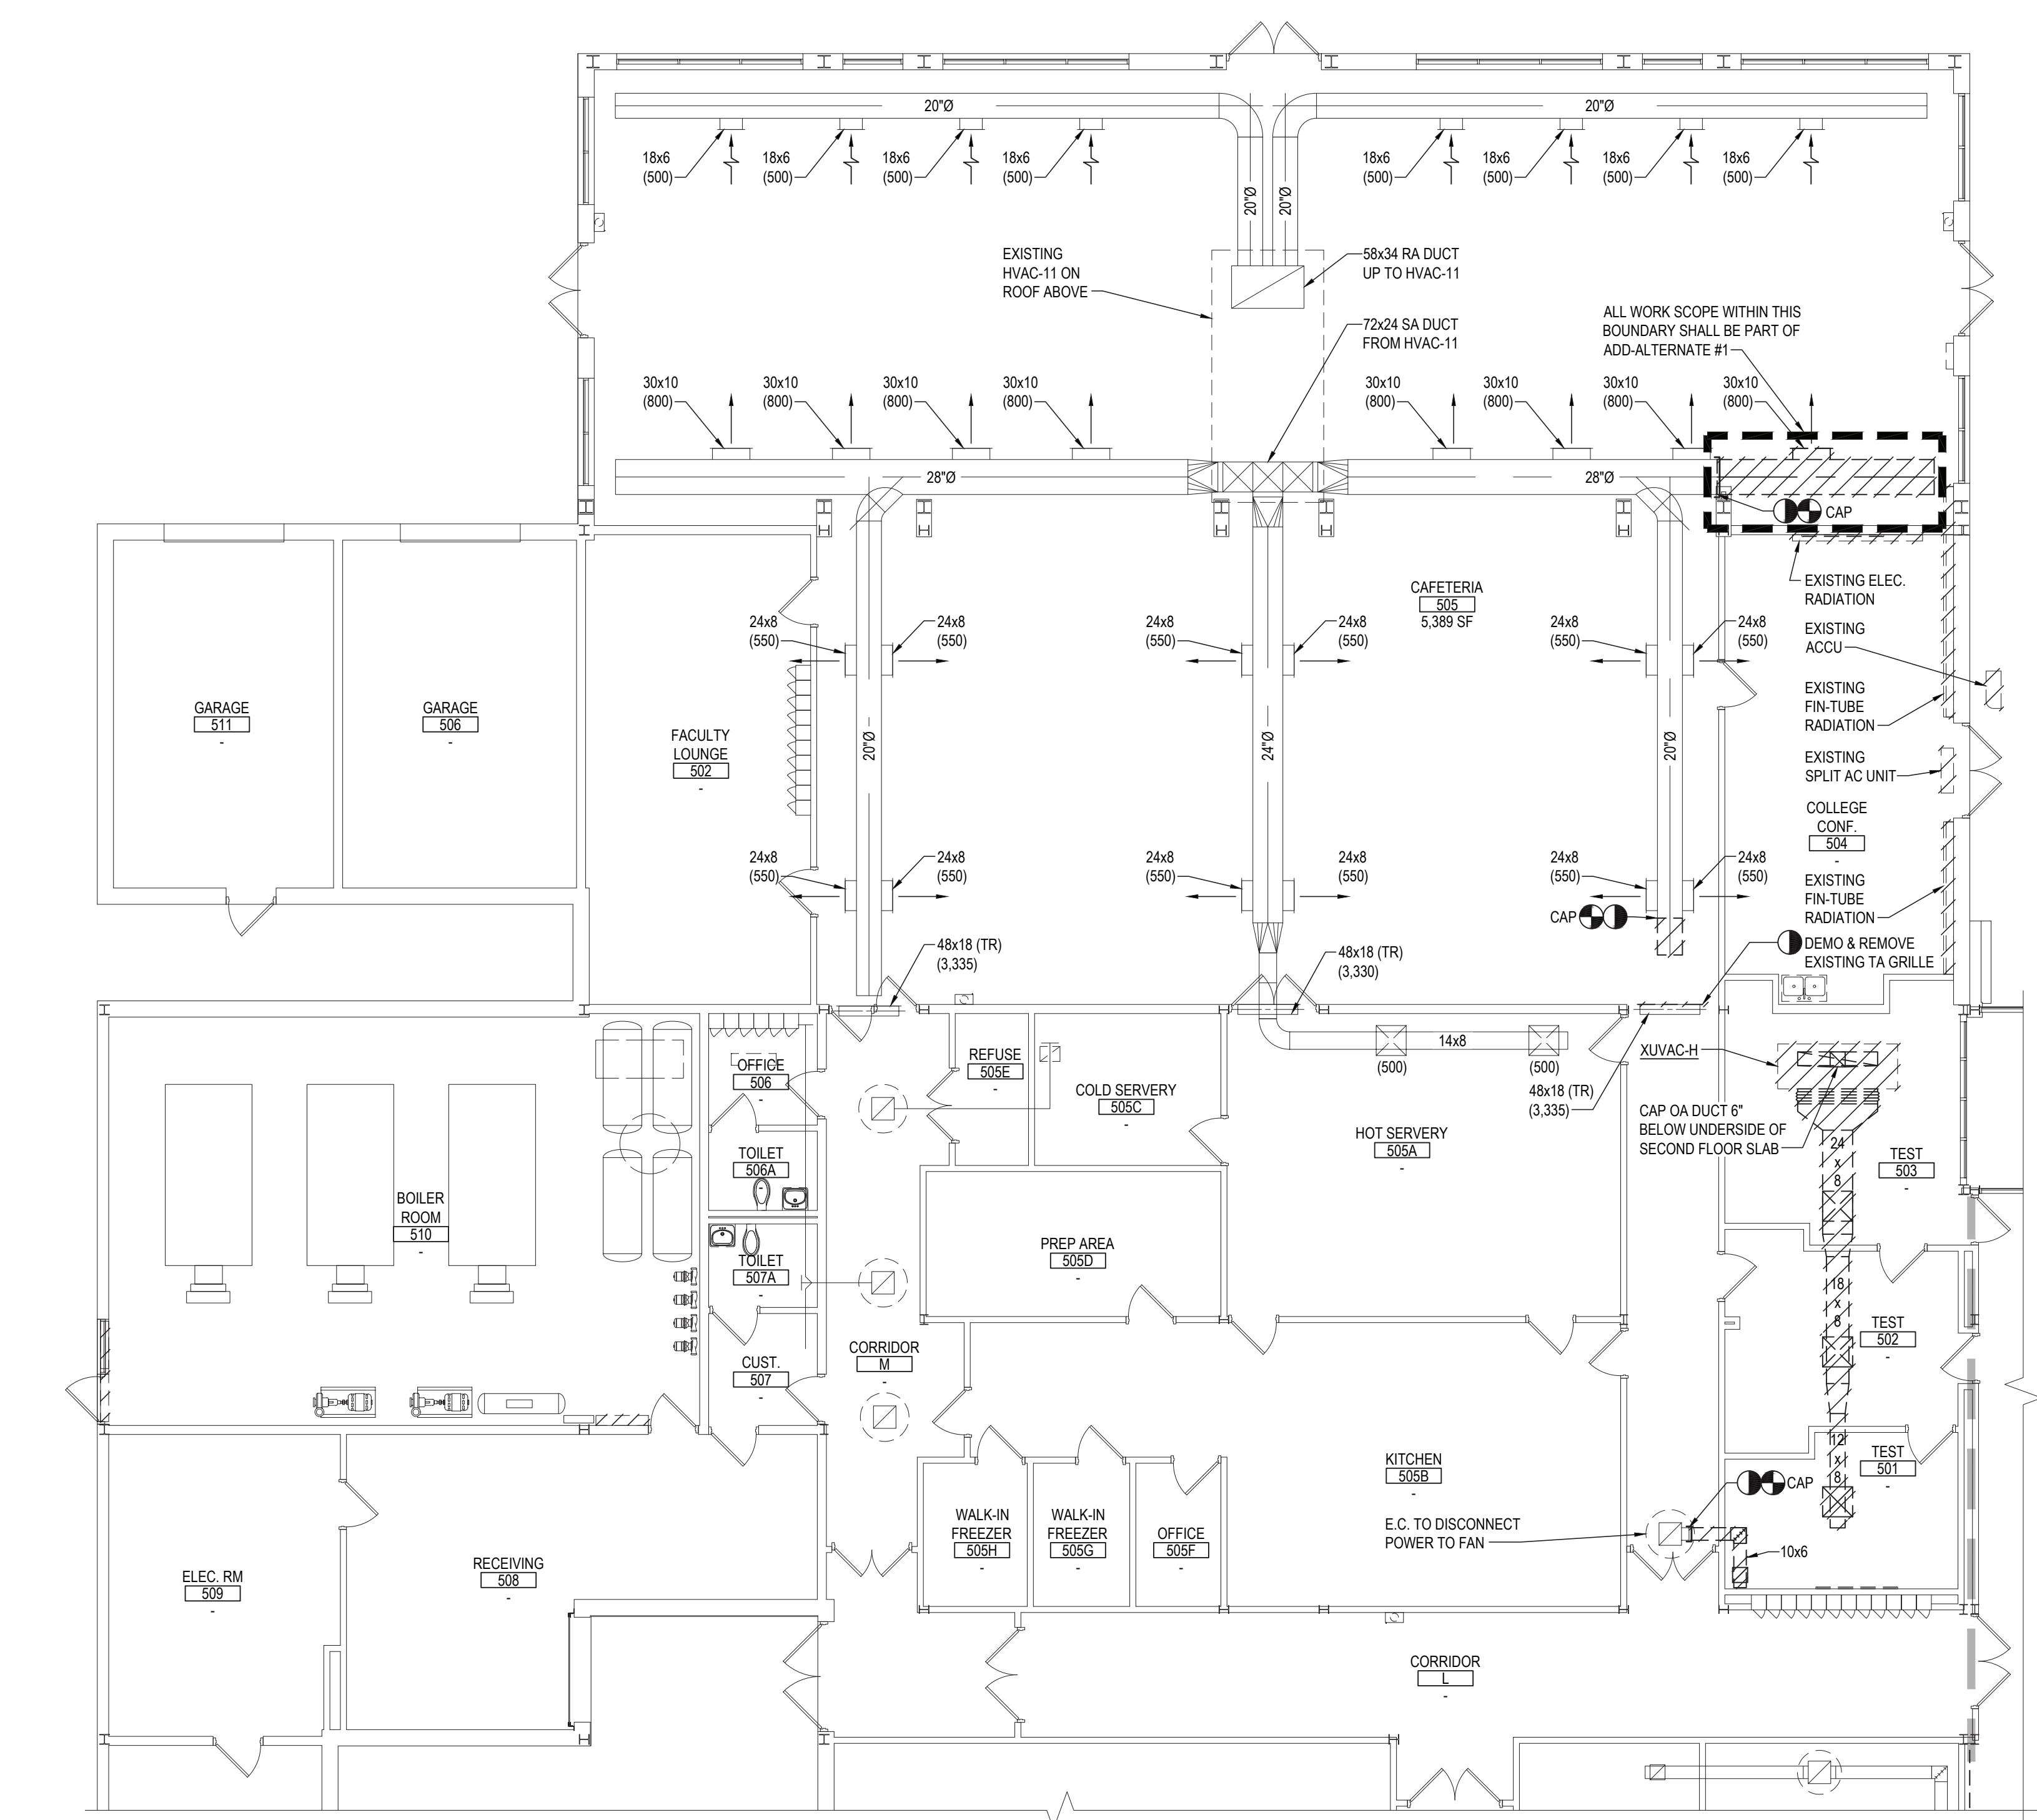 20"Ø
20"Ø
18x6
(500)
18x6
(500)
18x6
(500)
18x6
(500)
18x6
(500)
18x6
(500)
18x6
(500)
18x6
(500)
20"Ø
20"Ø
EXISTING
HVAC-11 ON
ROOF ABOVE
58x34 RA DUCT
UP TO HVAC-11
72x24 SA DUCT
FROM HVAC-11
ALL WORK SCOPE WITHIN THIS
BOUNDARY SHALL BE PART OF
ADD-ALTERNATE #1
30x10
(800)
30x10
(800)
30x10
(800)
30x10
(800)
30x10
(800)
30x10
(800)
30x10
(800)
30x10
(800)
28"Ø
28"Ø
CAP
EXISTING ELEC.
RADIATION
EXISTING
ACCU
EXISTING
FIN-TUBE
RADIATION
EXISTING
SPLIT AC UNIT
COLLEGE
CONF.
504
-
EXISTING
FIN-TUBE
RADIATION
DEMO & REMOVE
EXISTING TA GRILLE
CAFETERIA
505
5,389 SF
24x8
(550)
24x8
(550)
24x8
(550)
24x8
(550)
24x8
(550)
24x8
(550)
GARAGE
511
-
GARAGE
506
-
FACULTY
LOUNGE
502
-
20"Ø
24"Ø
20"Ø
24x8
(550)
24x8
(550)
24x8
(550)
24x8
(550)
24x8
(550)
24x8
(550)
CAP
48x18 (TR)
(3,335)
48x18 (TR)
(3,330)
14x8
(500)
(500)
48x18 (TR)
(3,335)
XUVAC-H
CAP OA DUCT 6"
BELOW UNDERSIDE OF
SECOND FLOOR SLAB
OFFICE
506
-
REFUSE
505E
-
COLD SERVERY
505C
-
HOT SERVERY
505A
-
24
x
8
TEST
503
-
TOILET
506A
BOILER
ROOM
510
-
TOILET
507A
-
PREP AREA
505D
-
18
x
8
TEST
502
-
CUST.
507
-
CORRIDOR
M
-
KITCHEN
505B
-
12
x
8
TEST
501
-
CAP
WALK-IN
FREEZER
505H
-
WALK-IN
FREEZER
505G
-
OFFICE
505F
-
E.C. TO DISCONNECT
POWER TO FAN
10x6
ELEC. RM
509
-
RECEIVING
508
-
CORRIDOR
L
-